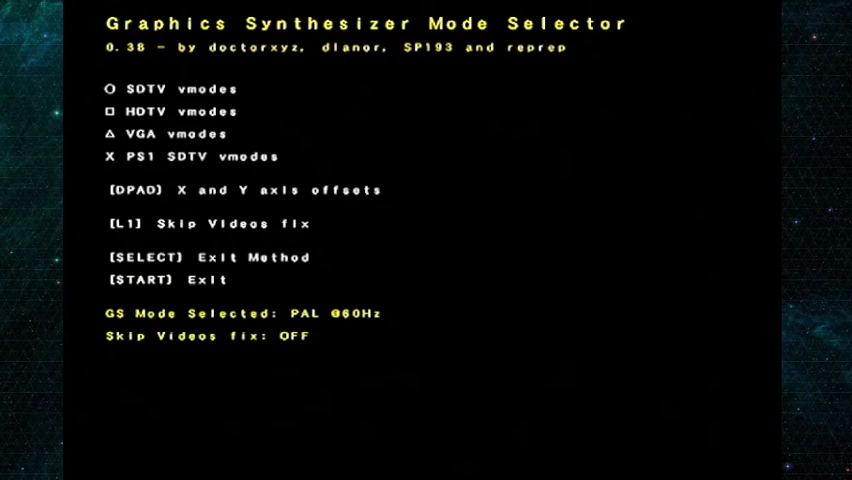 Graphics Synthesizer Mode Selector
0.38 - by doctorxyz, dlanor, SP193 and reprep
O SDTV vmodes
□ HDTV vmodes
△ VGA vmodes
X PS1 SDTV vmodes
[DPAD] X and Y axis offsets
[L1] Skip Videos fix
[SELECT] Exit Method
[START] Exit
GS Mode Selected: PAL @60Hz
Skip Videos fix: OFF